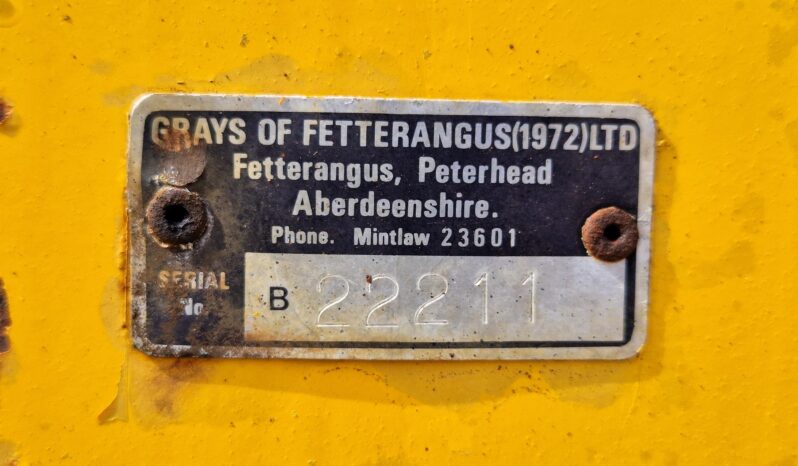 GRAYS OF FETTERANGUS(1972)LTD
Fetterangus, Peterhead
Aberdeenshire.
Phone. Mintlaw 23601
SERIAL
No
B 22211